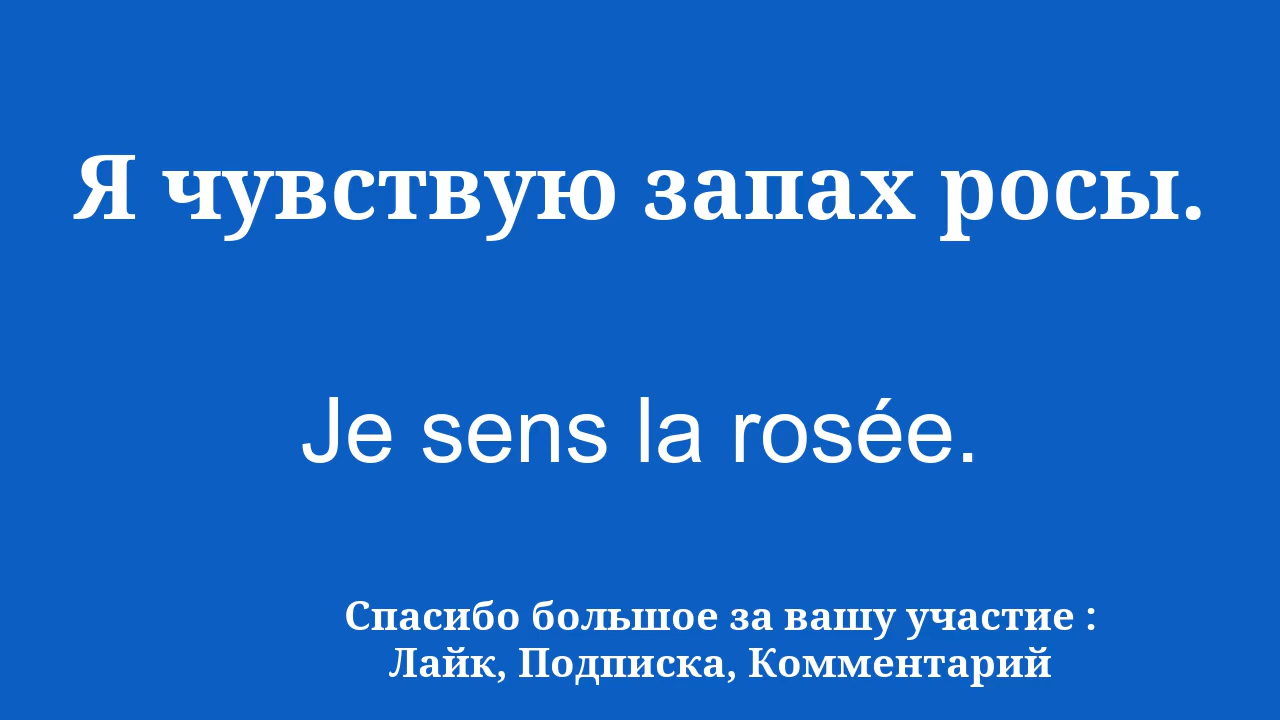 Я чувствую запах росы.
Je sens la rosée.
Спасибо большое за вашу участие :
Лайк, Подписка, Комментарий